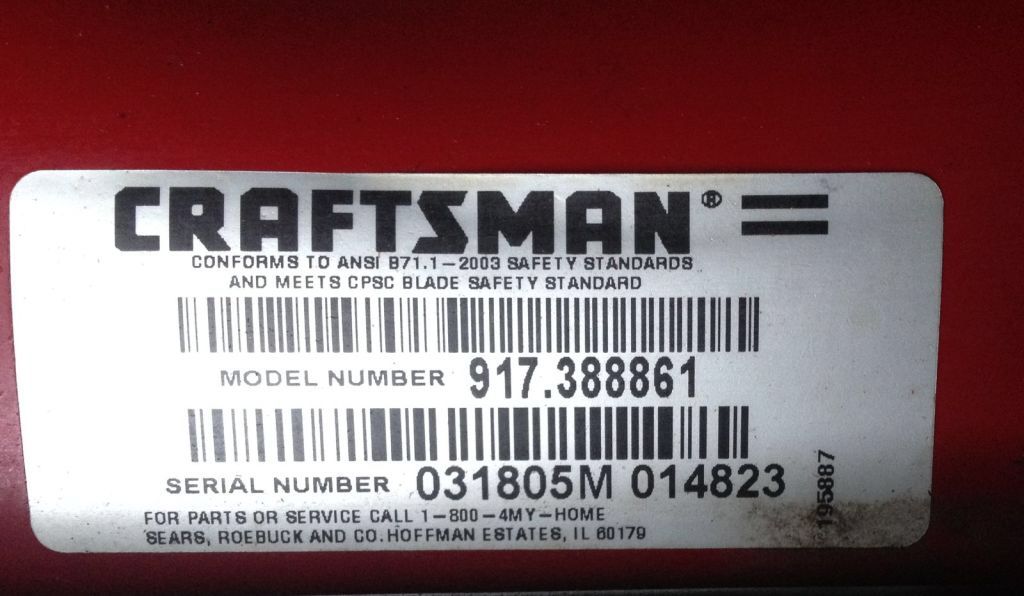 CRAFTSMAN®
CONFORMS TO ANSI B71.1-2003 SAFETY STANDARDS
AND MEETS CPSC BLADE SAFETY STANDARD
MODEL NUMBER 917.388861
SERIAL NUMBER 031805M 014823
FOR PARTS OR SERVICE CALL 1-800-4MY-HOME
SEARS, ROEBUCK AND CO. HOFFMAN ESTATES, IL 60179
195887